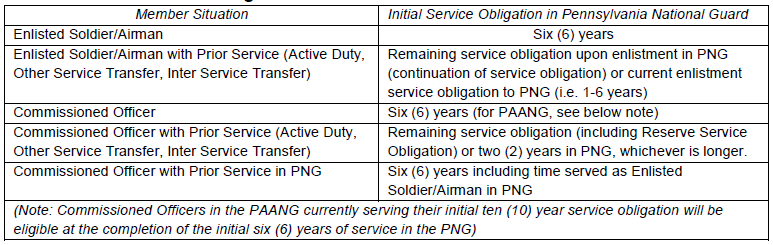 Member Situation
Initial Service Obligation in Pennsylvania National Guard
Enlisted Soldier/Airman
Six (6) years
Enlisted Soldier/Airman with Prior Service (Active Duty,
Other Service Transfer, Inter Service Transfer)
Remaining service obligation upon enlistment in PNG
(continuation of service obligation) or current enlistment
service obligation to PNG (i.e. 1-6 years)
Commissioned Officer
Six (6) years (for PAANG, see below note)
Commissioned Officer with Prior Service (Active Duty,
Other Service Transfer, Inter Service Transfer)
Remaining service obligation (including Reserve Service
Obligation) or two (2) years in PNG, whichever is longer.
Commissioned Officer with Prior Service in PNG
Six (6) years including time served as Enlisted
Soldier/Airman in PNG
(Note: Commissioned Officers in the PAANG currently serving their initial ten (10) year service obligation will be
eligible at the completion of the initial six (6) years of service in the PNG)